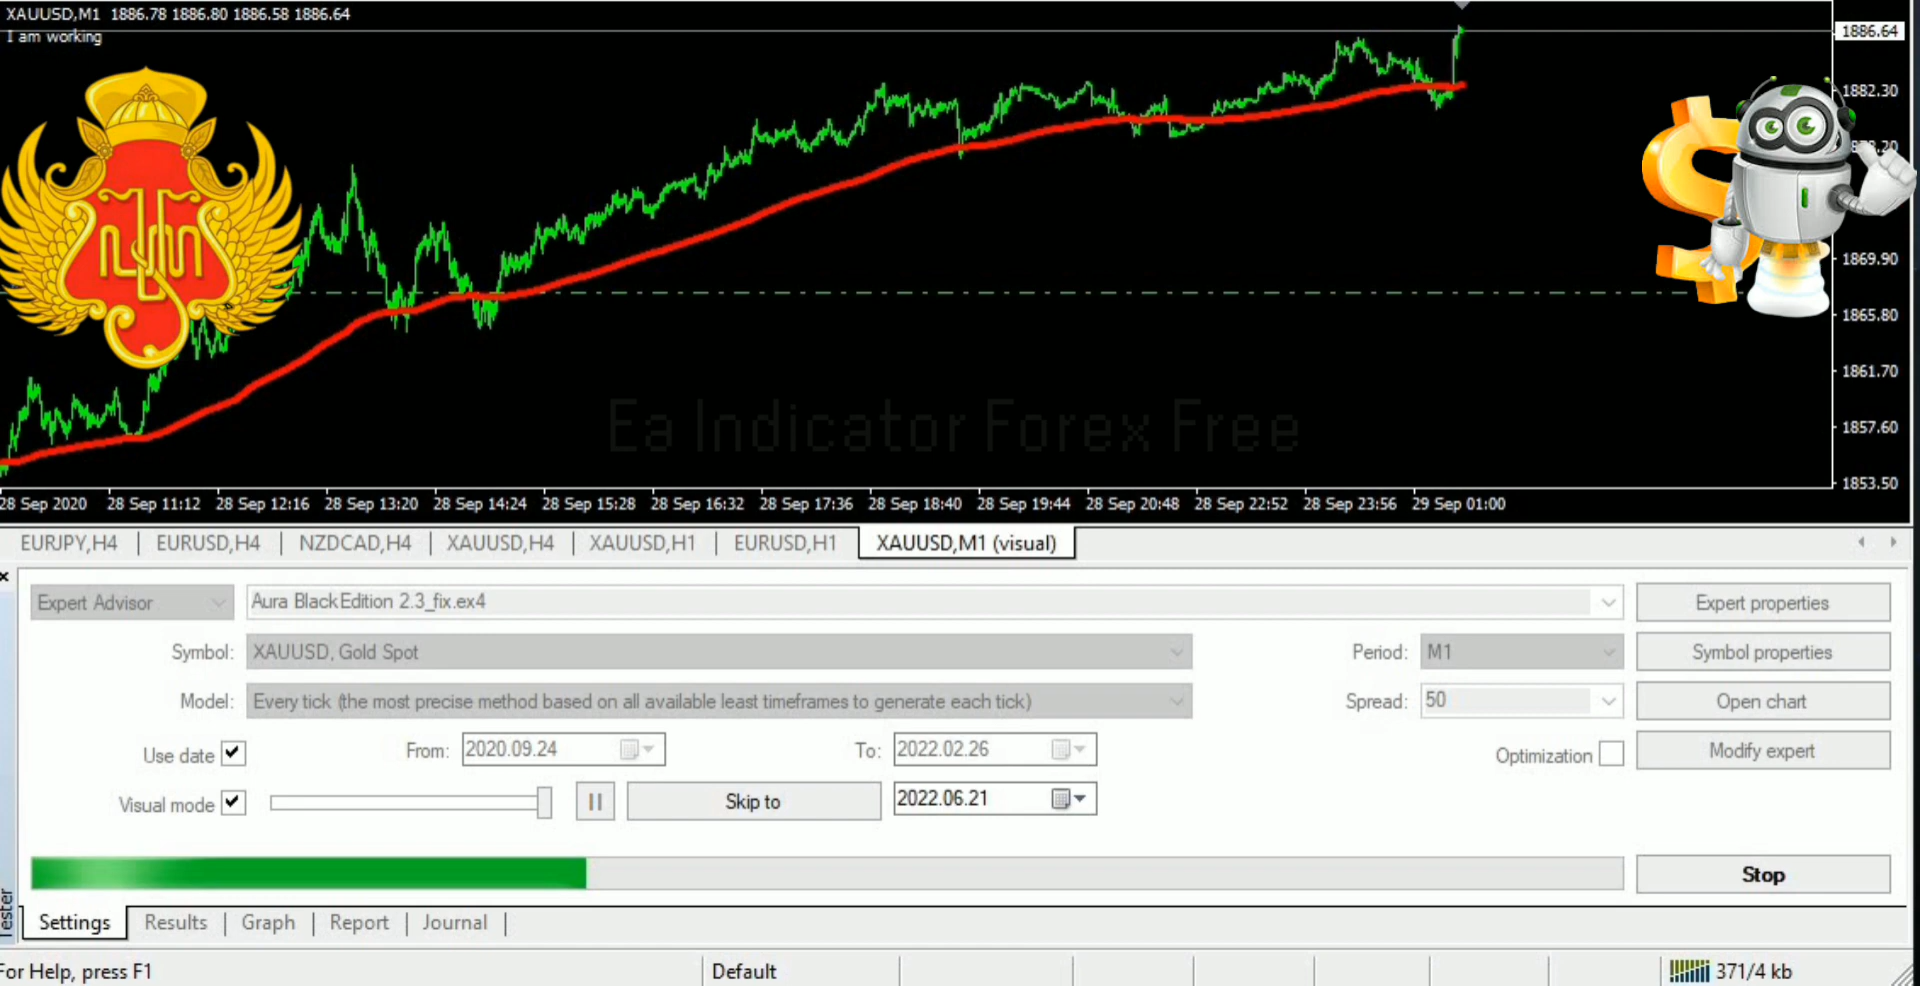 XAUUSD,M1 1886.78 1886.80 1886.58 1886.64
I am working
1886.64
1882.30
1869.90
1865.80
1861.70
1857.60
1853.50
Ea Indicator Forex Free
28 Sep 2020 28 Sep 11:12 28 Sep 12:16 28 Sep 13:20 28 Sep 14:24 28 Sep 15:28 28 Sep 16:32 28 Sep 17:36 28 Sep 18:40 28 Sep 19:44 28 Sep 20:48 28 Sep 22:52 28 Sep 23:56 29 Sep 01:00
EURJPY,H4 EURUSD,H4 NZDCAD,H4 XAUUSD,H4 XAUUSD,H1 EURUSD,H1 XAUUSD,M1 (visual)
Expert Advisor Aura BlackEdition 2.3_fix.ex4 Expert properties
Symbol: XAUUSD, Gold Spot Period: M1 Symbol properties
Model: Every tick (the most precise method based on all available least timeframes to generate each tick) Spread: 50 Open chart
Use date From: 2020.09.24 To: 2022.02.26 Optimization Modify expert
Visual mode Skip to 2022.06.21
Stop
Settings Results Graph Report Journal
For Help, press F1 Default 371/4 kb